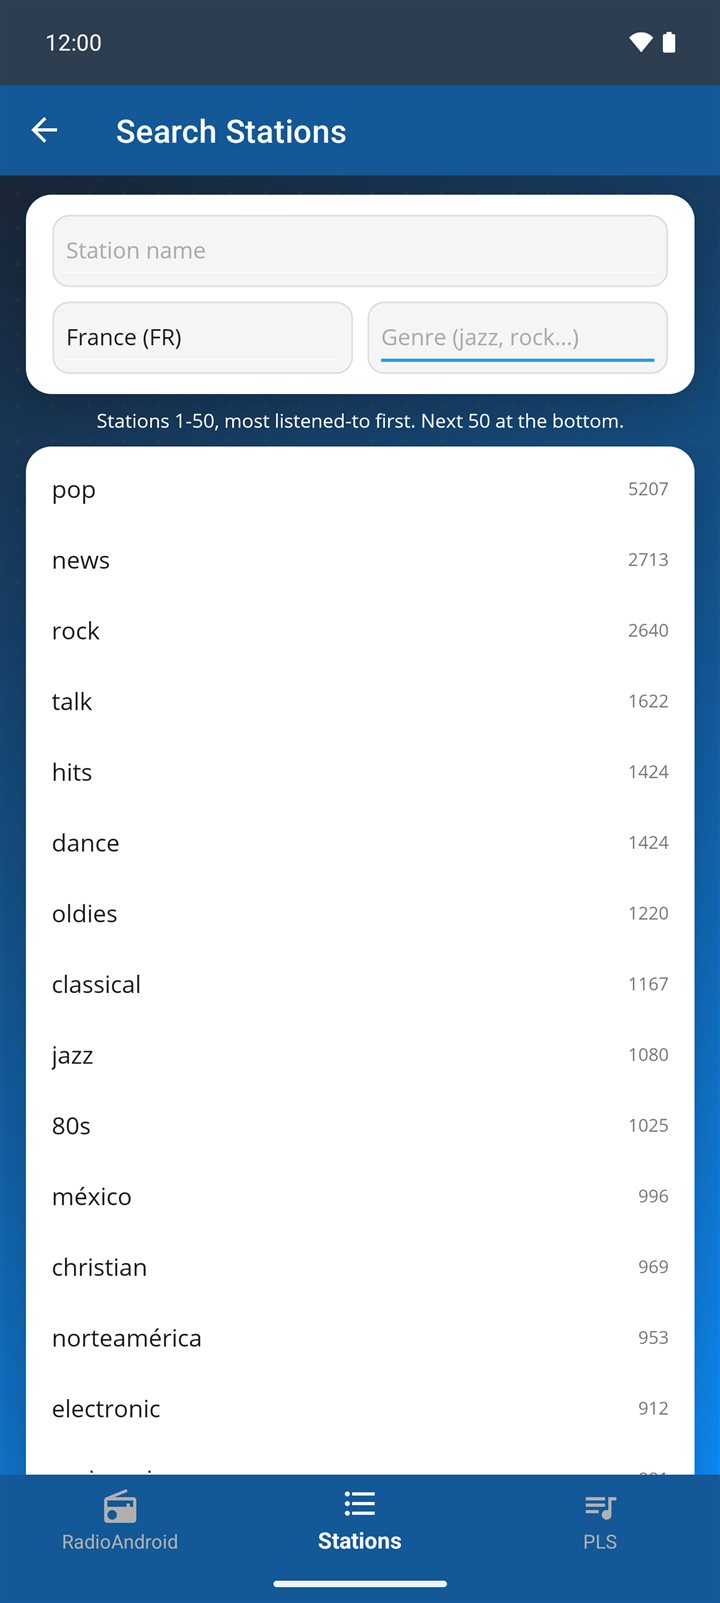 12:00
Search Stations
Station name
France (FR)
Genre (jazz, rock...)
Stations 1-50, most listened-to first. Next 50 at the bottom.
pop 5207
news 2713
rock 2640
talk 1622
hits 1424
dance 1424
oldies 1220
classical 1167
jazz 1080
80s 1025
méxico 996
christian 969
norteamérica 953
electronic 912
RadioAndroid
Stations
PLS